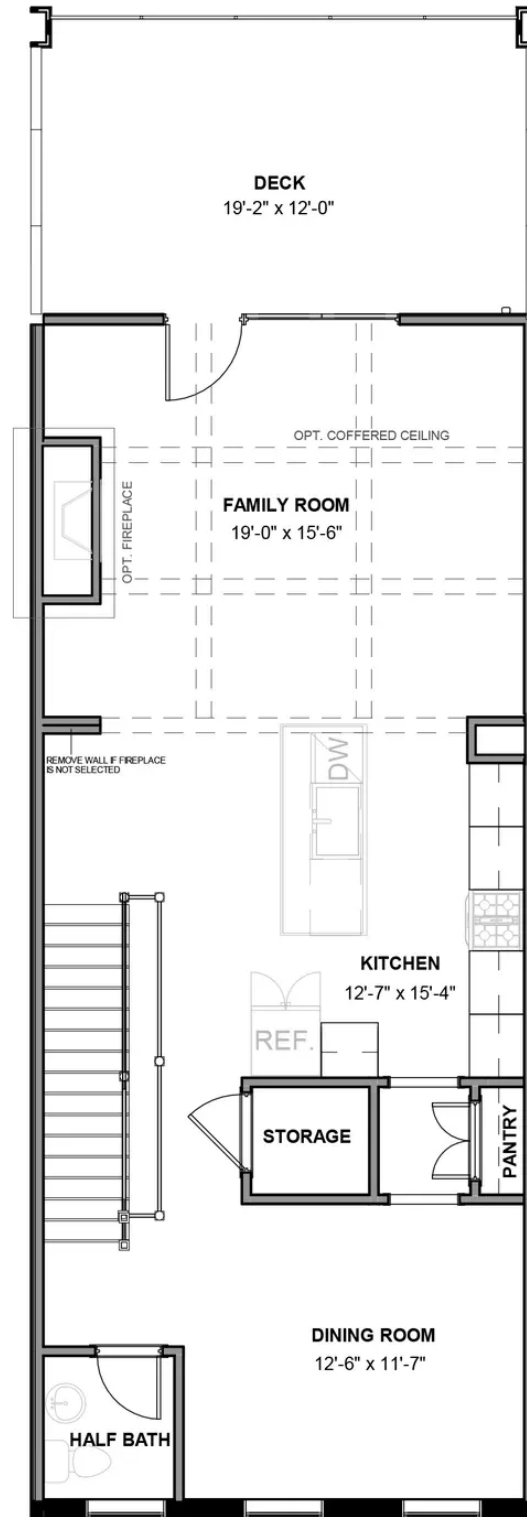 DECK
19'-2" x 12'-0"
OPT. COFFERED CEILING
FAMILY ROOM
19'-0" x 15'-6"
OPT. FIREPLACE
REMOVE WALL IF FIREPLACE
IS NOT SELECTED
DW
KITCHEN
12'-7" x 15'-4"
REF.
STORAGE
PANTRY
DINING ROOM
12'-6" x 11'-7"
HALF BATH